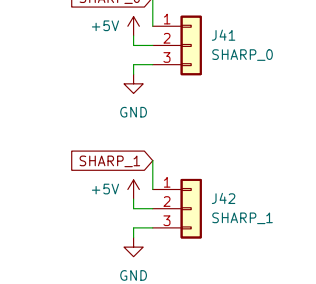 SHARP_0
+5V
1
2
3
J41
SHARP_0
GND
SHARP_1
+5V
1
2
3
J42
SHARP_1
GND